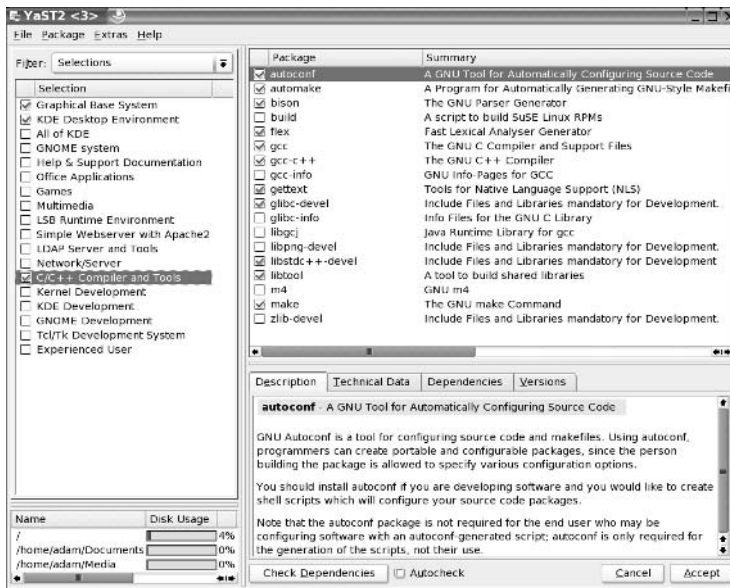 YaST2 <3>
File Package Extras Help
Filter: Selections
Selection
Graphical Base System
KDE Desktop Environment
All of KDE
GNOME system
Help & Support Documentation
Office Applications
Games
Multimedia
LSB Runtime Environment
Simple Webserver with Apache2
LDAP Server and Tools
Network/Server
C/C++ Compiler and Tools
Kernel Development
KDE Development
GNOME Development
Tcl/Tk Development System
Experienced User
Name Disk Usage
/ 4%
/home/adam/Documents 0%
/home/adam/Media 0%
Package Summary
autoconf A GNU Tool for Automatically Configuring Source Code
automake A Program for Automatically Generating GNU-Style Makefi
bison The GNU Parser Generator
build A script to build SuSE Linux RPMs
flex Fast Lexical Analyser Generator
gcc The GNU C Compiler and Support Files
gcc-c++ The GNU C++ Compiler
gcc-info GNU Info-Pages for GCC
gettext Tools for Native Language Support (NLS)
glibc-devel Include Files and Libraries mandatory for Development.
glibc-info Info Files for the GNU C Library
libgcj Java Runtime Library for gcc
libpng-devel Include Files and Libraries mandatory for Development.
libstdc++-devel Include Files and Libraries mandatory for Development
libtool A tool to build shared libraries
m4 GNU m4
make The GNU make Command
zlib-devel Include Files and Libraries mandatory for Development.
Description Technical Data Dependencies Versions
autoconf - A GNU Tool for Automatically Configuring Source Code
GNU Autoconf is a tool for configuring source code and makefiles. Using autoconf,
programmers can create portable and configurable packages, since the person
building the package is allowed to specify various configuration options.
You should install autoconf if you are developing software and you would like to create
shell scripts which will configure your source code packages.
Note that the autoconf package is not required for the end user who may be
configuring software with an autoconf-generated script; autoconf is only required for
the generation of the scripts, not their use.
Check Dependencies Autocheck Cancel Accept